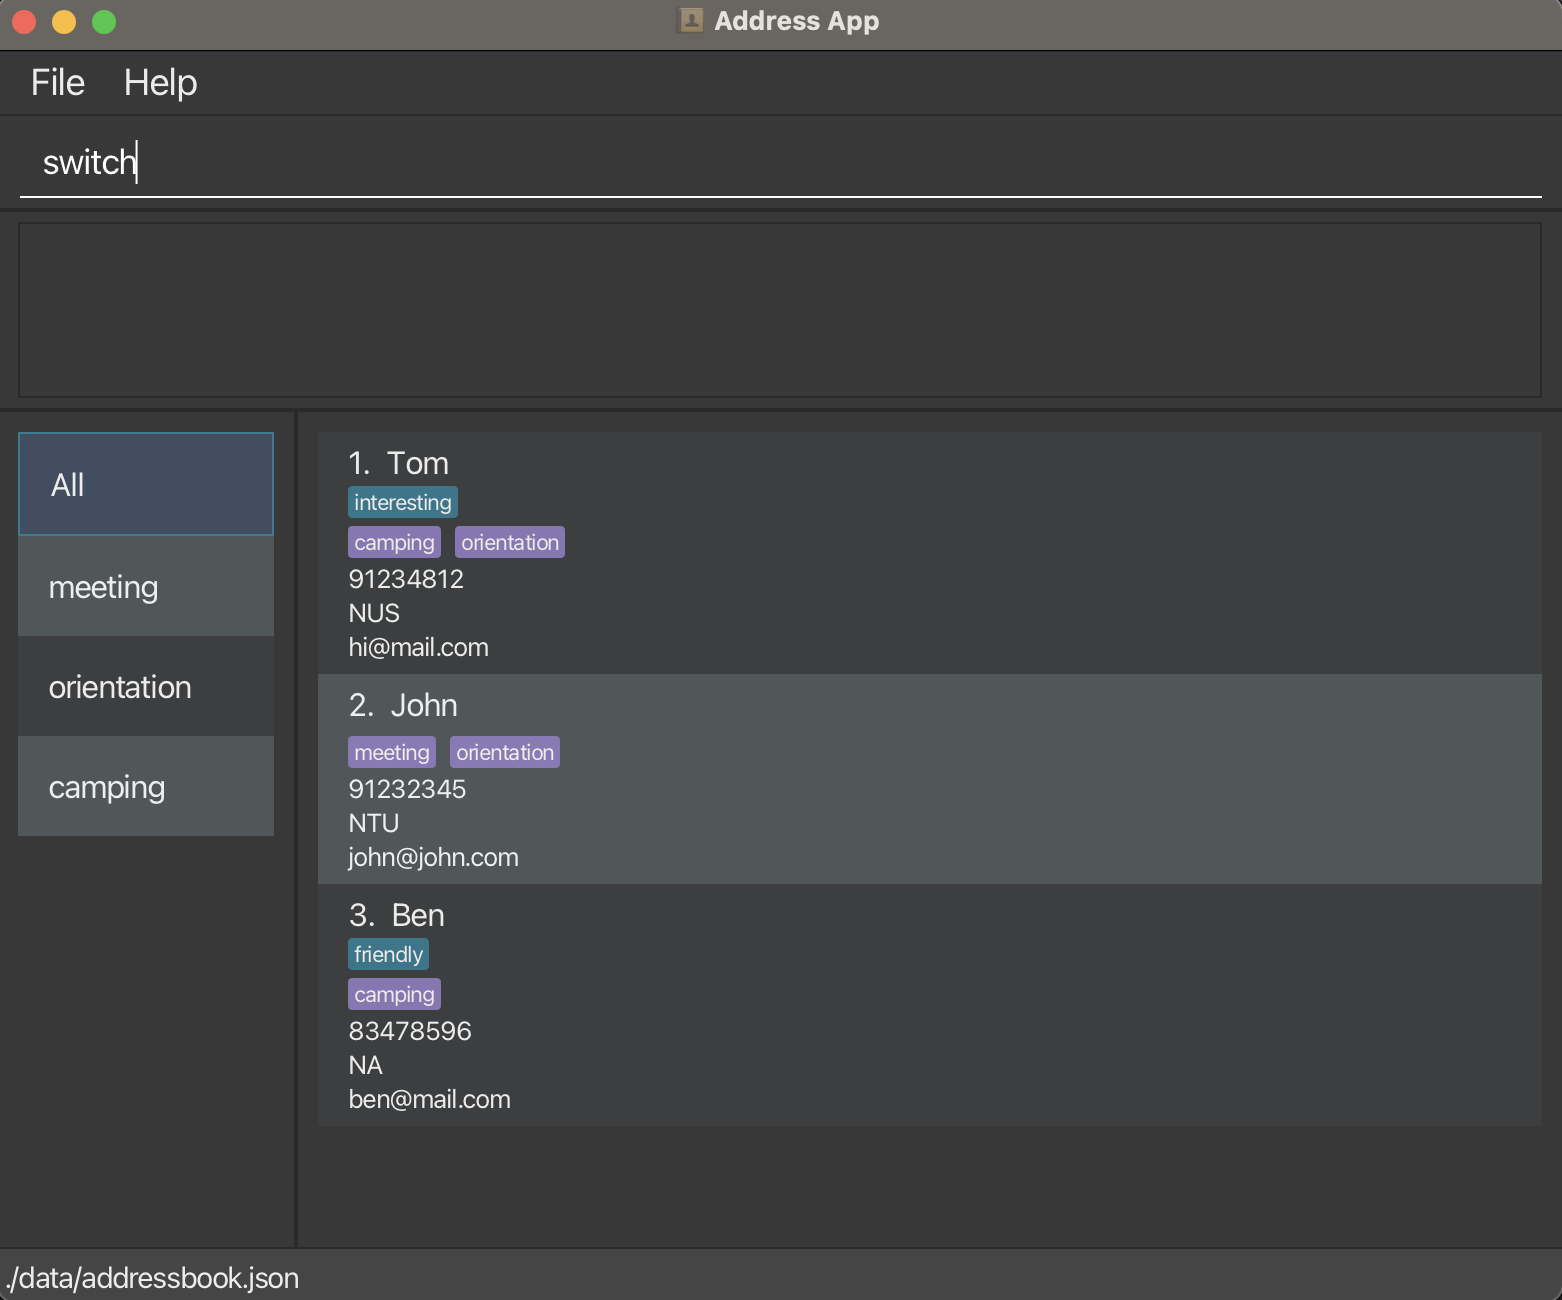 Address App
File Help
switch
All
meeting
orientation
camping
1. Tom
interesting
camping orientation
91234812
NUS
hi@mail.com
2. John
meeting orientation
91232345
NTU
john@john.com
3. Ben
friendly
camping
83478596
NA
ben@mail.com
./data/addressbook.json